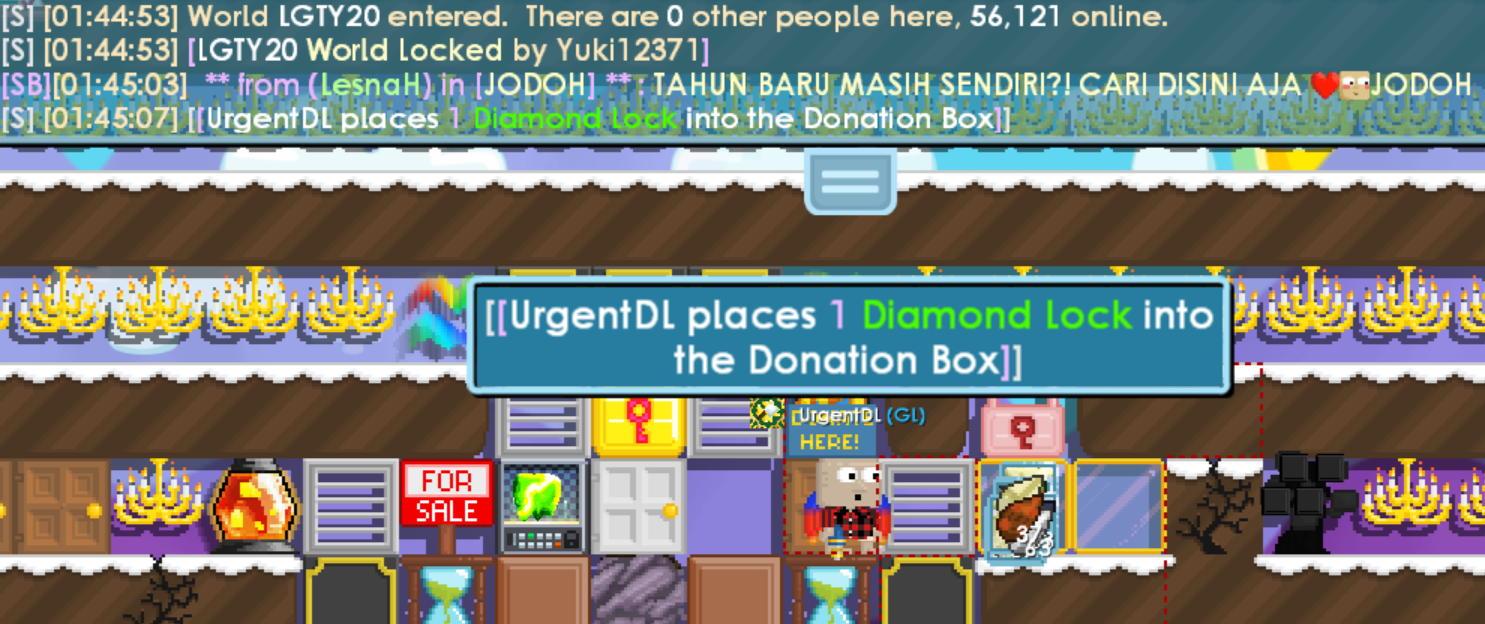 [S] [01:44:53] World LGTY20 entered.  There are 0 other people here, 56,121 online.
[S] [01:44:53] [LGTY20 World Locked by Yuki12371]
[SB][01:45:03]  ** from (LesnaH) in [JODOH] ** : TAHUN BARU MASIH SENDIRI?! CARI DISINI AJA ❤️ JODOH
[S] [01:45:07] [[UrgentDL places 1 Diamond Lock into the Donation Box]]
[[UrgentDL places 1 Diamond Lock into
the Donation Box]]
UrgentDL (GL)
HERE!
FOR
SALE